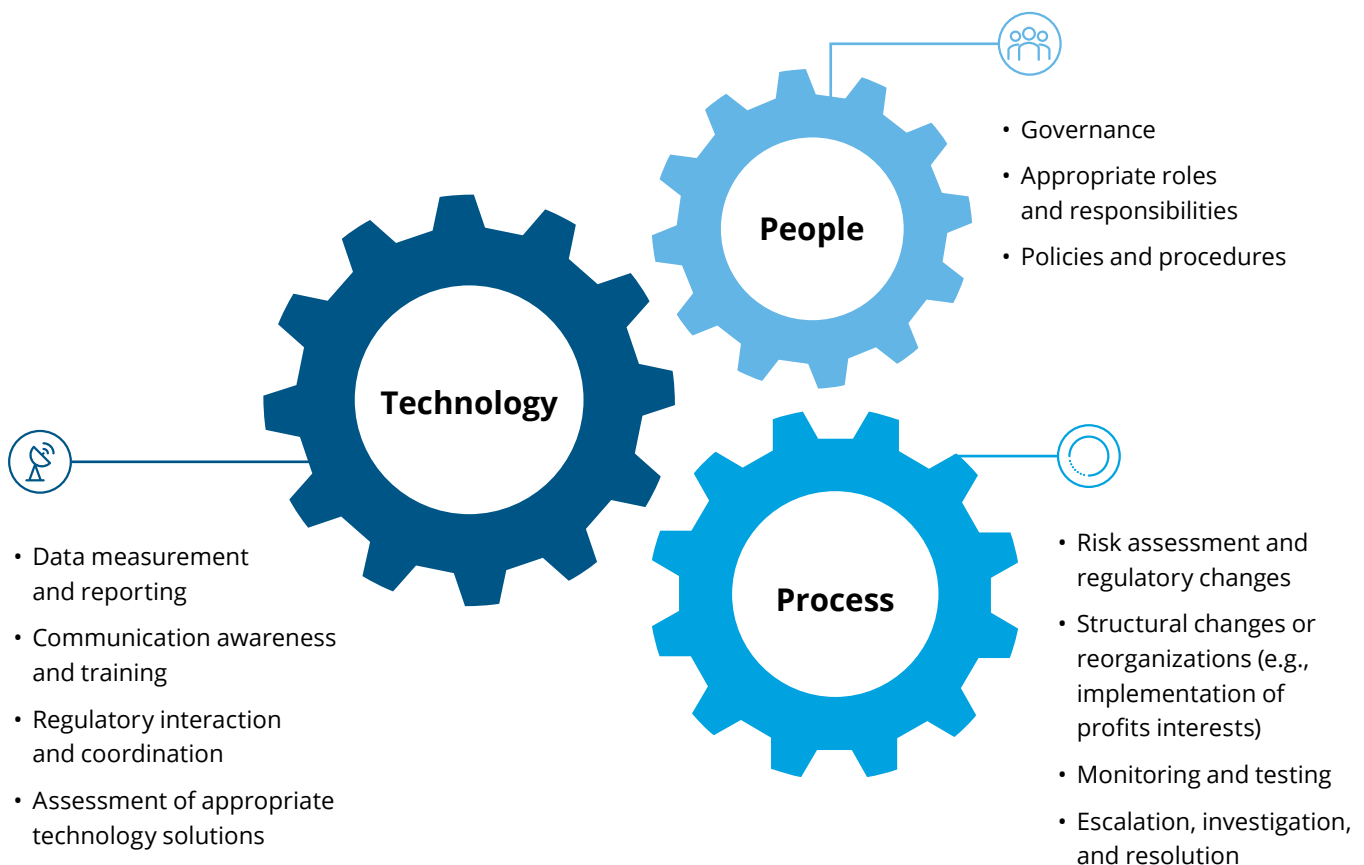 People
• Governance
• Appropriate roles
and responsibilities
• Policies and procedures
Technology
• Data measurement
and reporting
• Communication awareness
and training
• Regulatory interaction
and coordination
• Assessment of appropriate
technology solutions
Process
• Risk assessment and
regulatory changes
• Structural changes or
reorganizations (e.g.,
implementation of
profits interests)
• Monitoring and testing
• Escalation, investigation,
and resolution